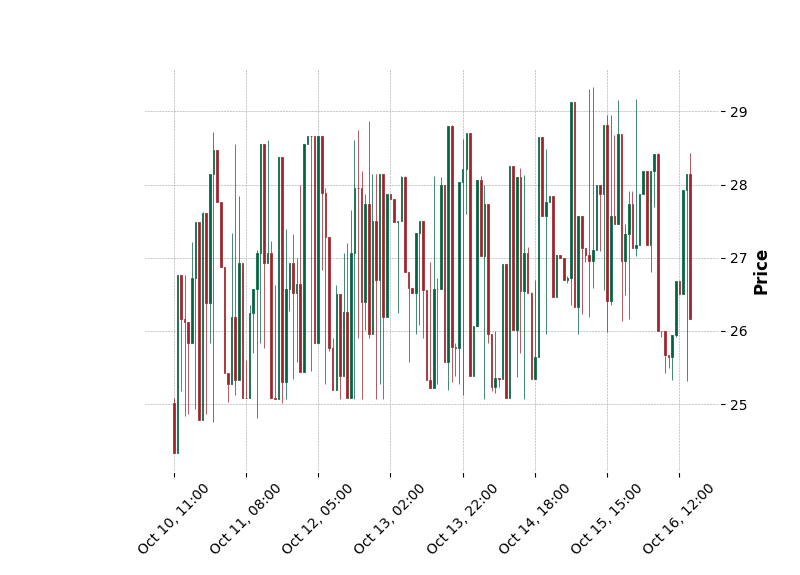 29
28
27
26
25
Price
Oct 10, 11:00
Oct 11, 08:00
Oct 12, 05:00
Oct 13, 02:00
Oct 13, 22:00
Oct 14, 18:00
Oct 15, 15:00
Oct 16, 12:00